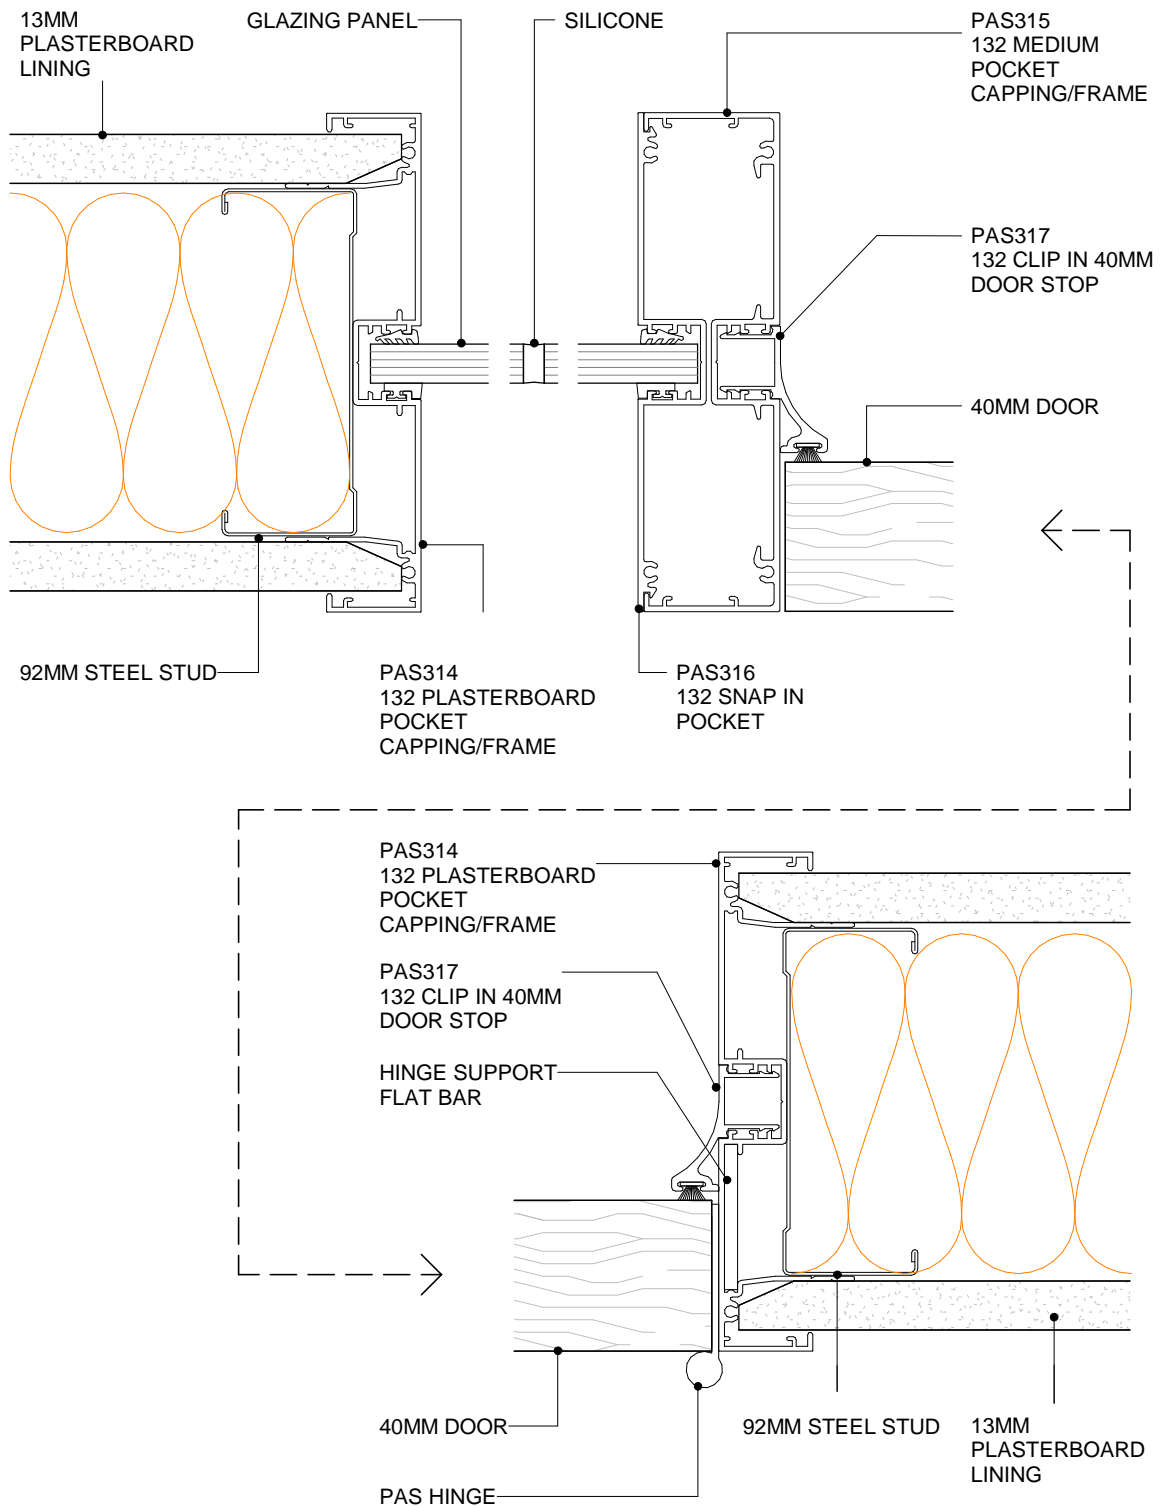 13MM
PLASTERBOARD
LINING
GLAZING PANEL
SILICONE
PAS315
132 MEDIUM
POCKET
CAPPING/FRAME
PAS317
132 CLIP IN 40MM
DOOR STOP
40MM DOOR
92MM STEEL STUD
PAS314
132 PLASTERBOARD
POCKET
CAPPING/FRAME
PAS316
132 SNAP IN
POCKET
PAS314
132 PLASTERBOARD
POCKET
CAPPING/FRAME
PAS317
132 CLIP IN 40MM
DOOR STOP
HINGE SUPPORT
FLAT BAR
40MM DOOR
92MM STEEL STUD
13MM
PLASTERBOARD
LINING
PAS HINGE